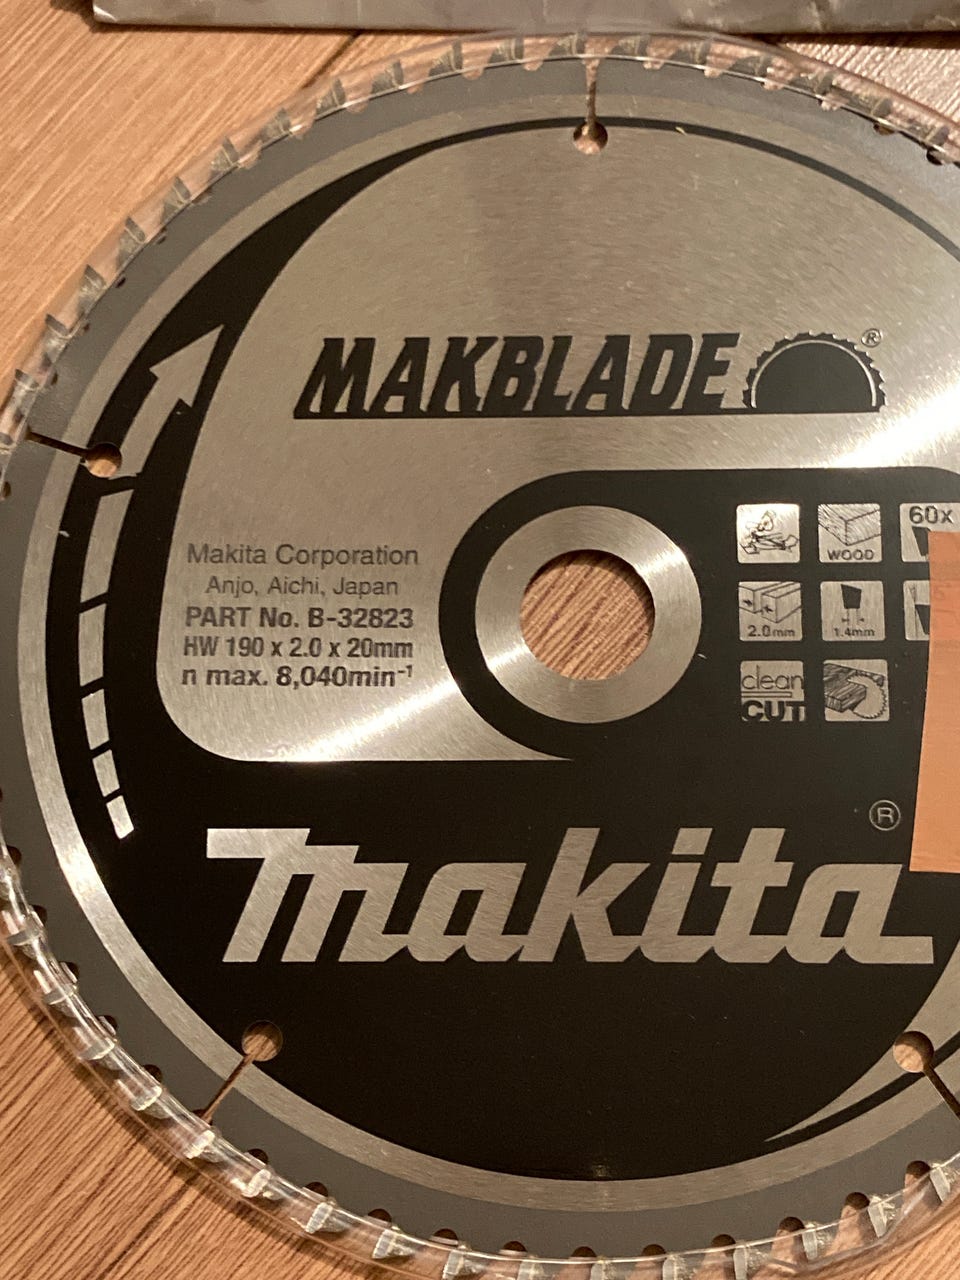 MAKBLADE ®
Makita Corporation
Anjo, Aichi, Japan
PART No. B-32823
HW 190 x 2.0 x 20mm
n max. 8,040min⁻¹
WOOD
60x
2.0mm
1.4mm
clean
CUT
makita ®